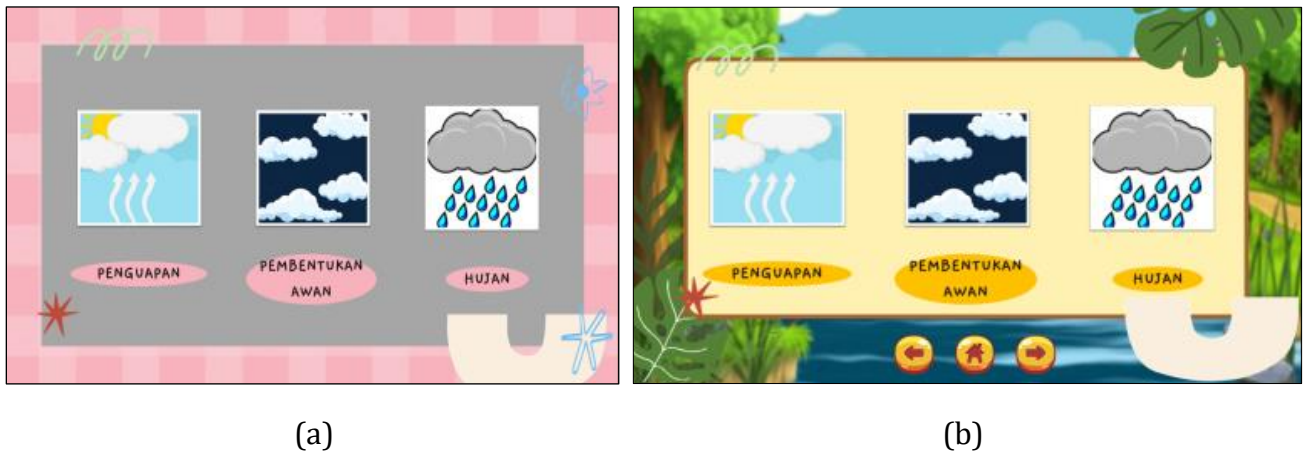 PENGUAPAN
PEMBENTUKAN
AWAN
HUJAN
PENGUAPAN
PEMBENTUKAN
AWAN
HUJAN
(a)
(b)